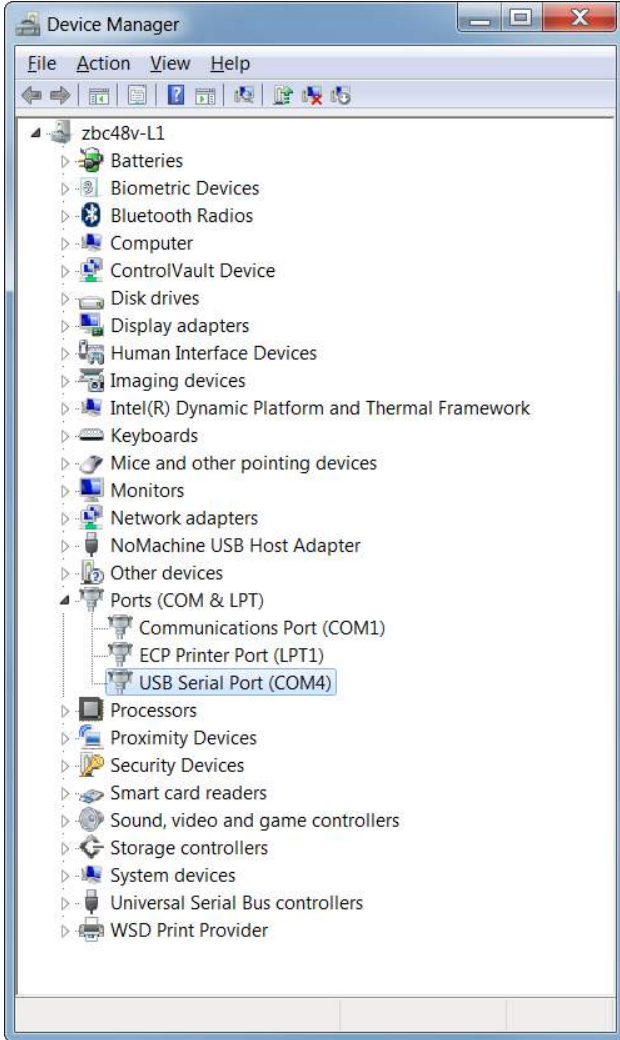 Device Manager
File Action View Help
zbc48v-L1
Batteries
Biometric Devices
Bluetooth Radios
Computer
ControlVault Device
Disk drives
Display adapters
Human Interface Devices
Imaging devices
Intel(R) Dynamic Platform and Thermal Framework
Keyboards
Mice and other pointing devices
Monitors
Network adapters
NoMachine USB Host Adapter
Other devices
Ports (COM & LPT)
Communications Port (COM1)
ECP Printer Port (LPT1)
USB Serial Port (COM4)
Processors
Proximity Devices
Security Devices
Smart card readers
Sound, video and game controllers
Storage controllers
System devices
Universal Serial Bus controllers
WSD Print Provider